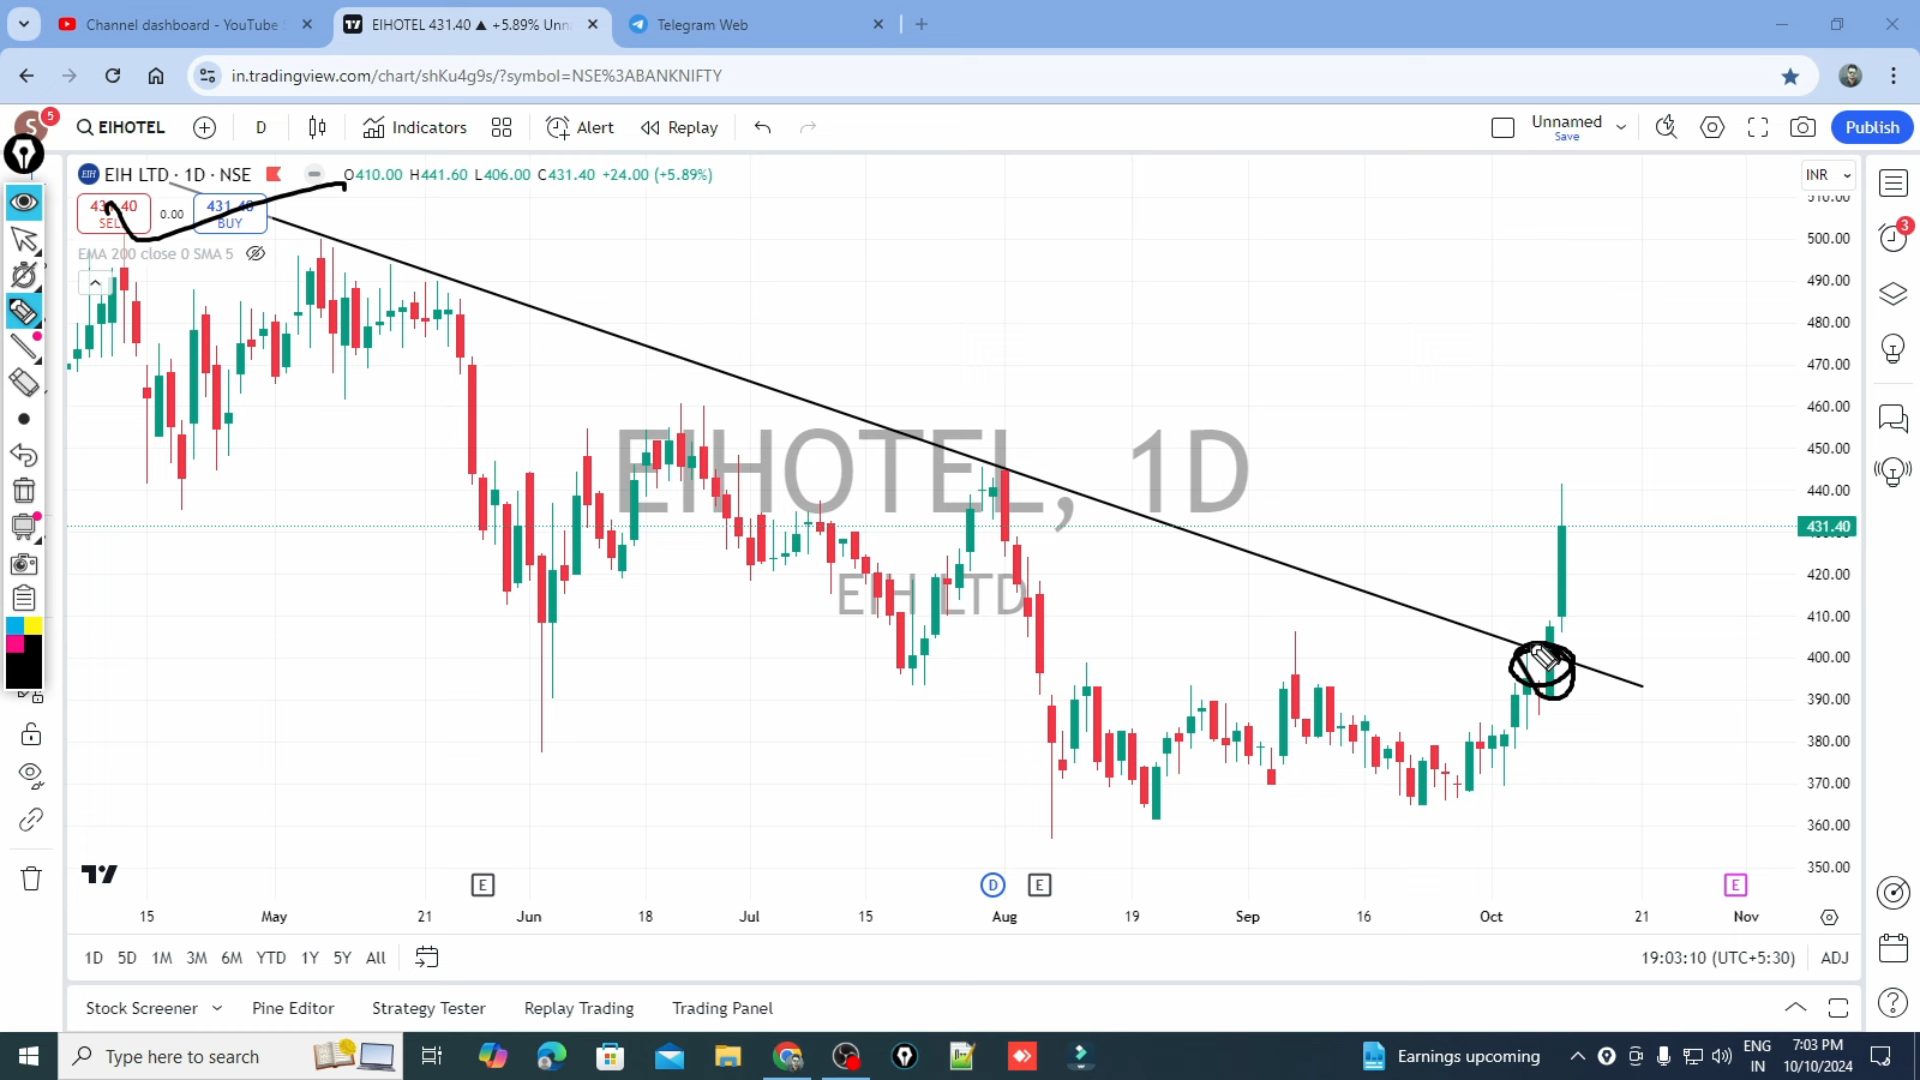 Channel dashboard - YouTube S
EIHOTEL 431.40 ▲ +5.89% Unn
Telegram Web
in.tradingview.com/chart/shKu4g9s/?symbol=NSE%3ABANKNIFTY
S
5
EIHOTEL
D
Indicators
Alert
Replay
Unnamed
Save
Publish
EIH LTD · 1D · NSE
O410.00 H441.60 L406.00 C431.40 +24.00 (+5.89%)
INR
431.40
SELL
0.00
431.40
BUY
EMA 200 close 0 SMA 5
510.00
500.00
490.00
480.00
470.00
460.00
450.00
440.00
431.40
420.00
410.00
400.00
390.00
380.00
370.00
360.00
350.00
3
EIHOTEL, 1D
EIH LTD
E
D
E
E
15
May
21
Jun
18
Jul
15
Aug
19
Sep
16
Oct
21
Nov
1D
5D
1M
3M
6M
YTD
1Y
5Y
All
19:03:10 (UTC+5:30)
ADJ
Stock Screener
Pine Editor
Strategy Tester
Replay Trading
Trading Panel
Type here to search
Earnings upcoming
ENG
IN
7:03 PM
10/10/2024